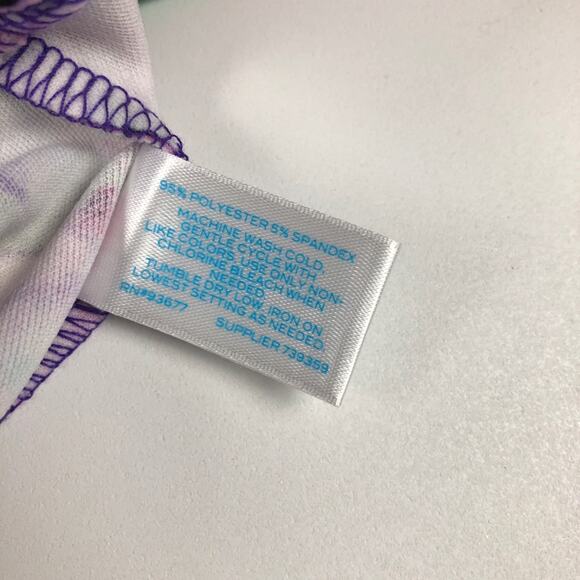 95% POLYESTER 5% SPANDEX
MACHINE WASH COLD,
GENTLE CYCLE WITH
LIKE COLORS. USE ONLY NON-
CHLORINE BLEACH WHEN
NEEDED.
TUMBLE DRY LOW. IRON ON
LOWEST SETTING AS NEEDED
RN#93677 SUPPLIER 739359